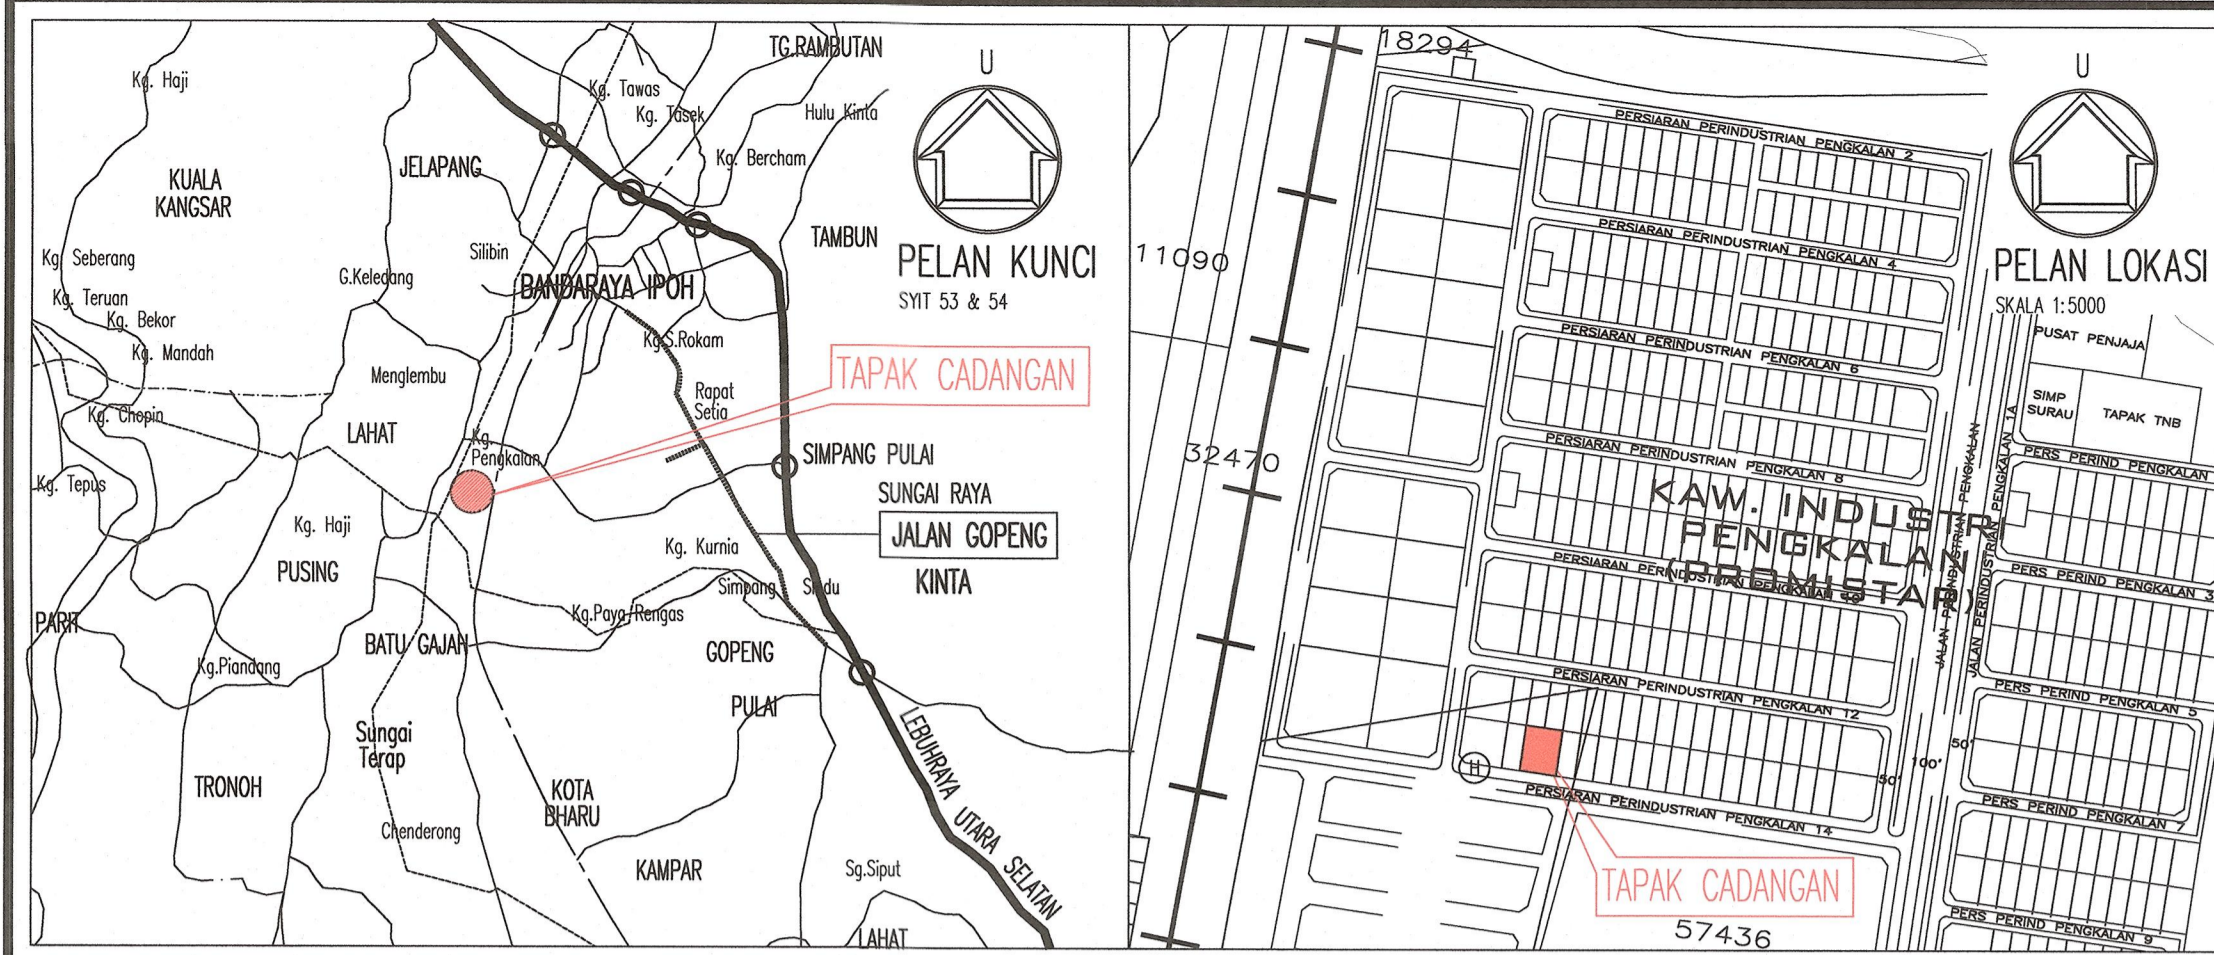 TG.RAMBUTAN
U
Kg. Haji
Kg. Tawas
Kg. Tasek
Hulu Kinta
Kg. Bercham
JELAPANG
KUALA
KANGSAR
TAMBUN
Silibin
Kg. Seberang
G.Keledang
BANDARAYA IPOH
PELAN KUNCI
SYIT 53 & 54
Kg. Teruan
Kg. Bekor
Kg. Mandah
Kg.S.Rokam
Menglembu
TAPAK CADANGAN
Rapat
Setia
Kg. Chopin
LAHAT
Kg.
Pengkalan
SIMPANG PULAI
Kg. Tepus
SUNGAI RAYA
Kg. Haji
JALAN GOPENG
Kg. Kurnia
PUSING
KINTA
Simpang
Kg.Paya Rengas
PARIT
BATU GAJAH
GOPENG
Kg.Piandang
PULAI
Sungai
Terap
LEBUHRAYA UTARA SELATAN
TRONOH
KOTA
BHARU
Chenderong
KAMPAR
Sg.Siput
LAHAT
18294
U
PERSIARAN PERINDUSTRIAN PENGKALAN 2
11090
PERSIARAN PERINDUSTRIAN PENGKALAN 4
PELAN LOKASI
SKALA 1:5000
PERSIARAN PERINDUSTRIAN PENGKALAN 6
PUSAT PENJAJA
SIMP
SURAU
TAPAK TNB
32470
PERSIARAN PERINDUSTRIAN PENGKALAN 8
PERS PERIND PENGKALAN
KAW. INDUSTRI
PENGKALAN
(PROMISTAR)
JALAN PERINDUSTRIAN PENGKALAN
JALAN PERINDUSTRIAN PENGKALAN 1A
PERSIARAN PERINDUSTRIAN PENGKALAN 10
PERS PERIND PENGKALAN 3
PERSIARAN PERINDUSTRIAN PENGKALAN 12
PERS PERIND PENGKALAN 5
50'
100'
50'
H
PERSIARAN PERINDUSTRIAN PENGKALAN 14
PERS PERIND PENGKALAN 7
TAPAK CADANGAN
57436
PERS PERIND PENGKALAN 9